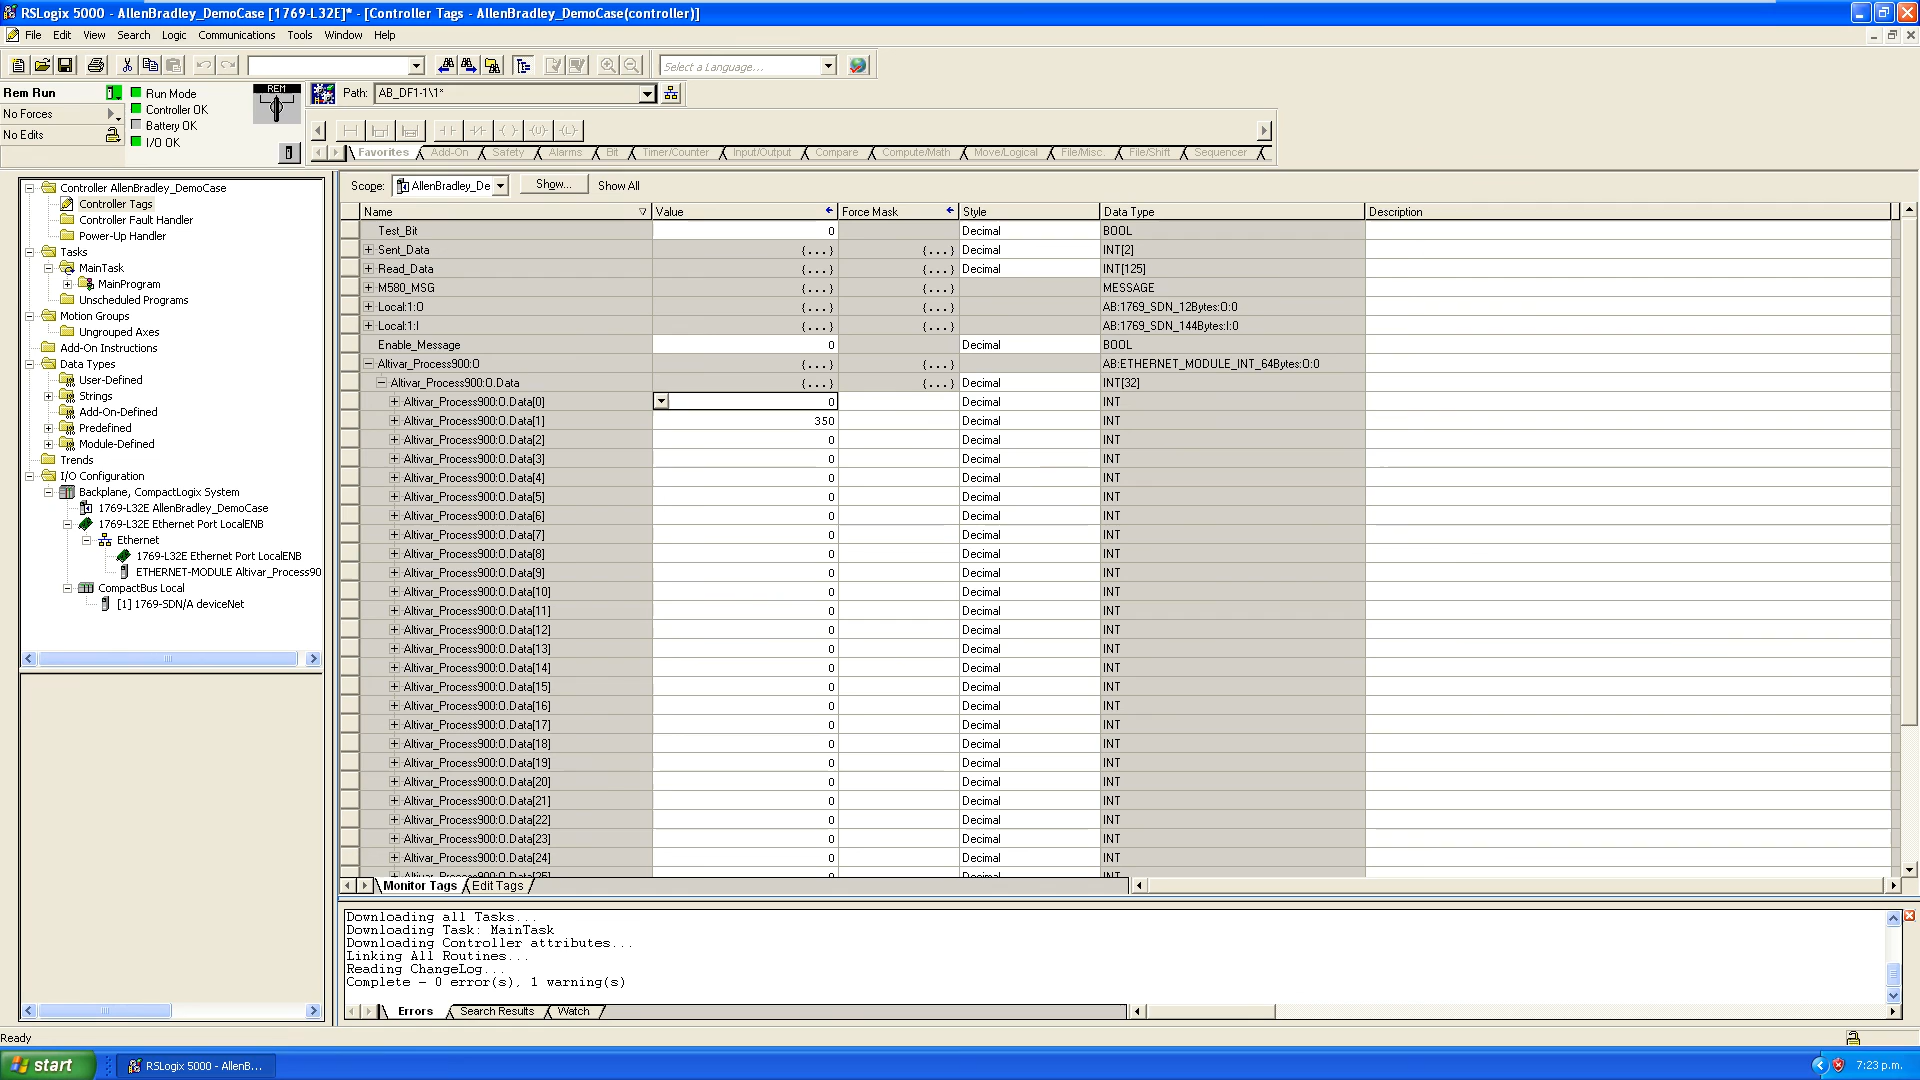 RSLogix 5000 - AllenBradley_DemoCase [1769-L32E]* - [Controller Tags - AllenBradley_DemoCase(controller)]
File Edit View Search Logic Communications Tools Window Help
Select a Language...
Rem Run
No Forces
No Edits
Run Mode
Controller OK
Battery OK
I/O OK
REM
Path: AB_DF1-1\1*
Favorites Add-On Safety Alarms Bit Timer/Counter Input/Output Compare Compute/Math Move/Logical File/Misc. File/Shift Sequencer
Controller AllenBradley_DemoCase
Controller Tags
Controller Fault Handler
Power-Up Handler
Tasks
MainTask
MainProgram
Unscheduled Programs
Motion Groups
Ungrouped Axes
Add-On Instructions
Data Types
User-Defined
Strings
Add-On-Defined
Predefined
Module-Defined
Trends
I/O Configuration
Backplane, CompactLogix System
1769-L32E AllenBradley_DemoCase
1769-L32E Ethernet Port LocalENB
Ethernet
1769-L32E Ethernet Port LocalENB
ETHERNET-MODULE Altivar_Process90
CompactBus Local
[1] 1769-SDN/A deviceNet
Scope: AllenBradley_De Show... Show All
Name Value Force Mask Style Data Type Description
Test_Bit 0 Decimal BOOL
Sent_Data {...} {...} Decimal INT[2]
Read_Data {...} {...} Decimal INT[125]
M580_MSG {...} {...} MESSAGE
Local:1:O {...} {...} AB:1769_SDN_12Bytes:O:0
Local:1:I {...} {...} AB:1769_SDN_144Bytes:I:0
Enable_Message 0 Decimal BOOL
Altivar_Process900:O {...} {...} AB:ETHERNET_MODULE_INT_64Bytes:O:0
Altivar_Process900:O.Data {...} {...} Decimal INT[32]
Altivar_Process900:O.Data[0] 0 Decimal INT
Altivar_Process900:O.Data[1] 350 Decimal INT
Altivar_Process900:O.Data[2] 0 Decimal INT
Altivar_Process900:O.Data[3] 0 Decimal INT
Altivar_Process900:O.Data[4] 0 Decimal INT
Altivar_Process900:O.Data[5] 0 Decimal INT
Altivar_Process900:O.Data[6] 0 Decimal INT
Altivar_Process900:O.Data[7] 0 Decimal INT
Altivar_Process900:O.Data[8] 0 Decimal INT
Altivar_Process900:O.Data[9] 0 Decimal INT
Altivar_Process900:O.Data[10] 0 Decimal INT
Altivar_Process900:O.Data[11] 0 Decimal INT
Altivar_Process900:O.Data[12] 0 Decimal INT
Altivar_Process900:O.Data[13] 0 Decimal INT
Altivar_Process900:O.Data[14] 0 Decimal INT
Altivar_Process900:O.Data[15] 0 Decimal INT
Altivar_Process900:O.Data[16] 0 Decimal INT
Altivar_Process900:O.Data[17] 0 Decimal INT
Altivar_Process900:O.Data[18] 0 Decimal INT
Altivar_Process900:O.Data[19] 0 Decimal INT
Altivar_Process900:O.Data[20] 0 Decimal INT
Altivar_Process900:O.Data[21] 0 Decimal INT
Altivar_Process900:O.Data[22] 0 Decimal INT
Altivar_Process900:O.Data[23] 0 Decimal INT
Altivar_Process900:O.Data[24] 0 Decimal INT
Altivar_Process900:O.Data[25] 0 Decimal INT
Monitor Tags Edit Tags
Downloading all Tasks...
Downloading Task: MainTask
Downloading Controller attributes...
Linking All Routines...
Reading ChangeLog...
Complete - 0 error(s), 1 warning(s)
Errors Search Results Watch
Ready
start RSLogix 5000 - AllenB... 7:23 p.m.